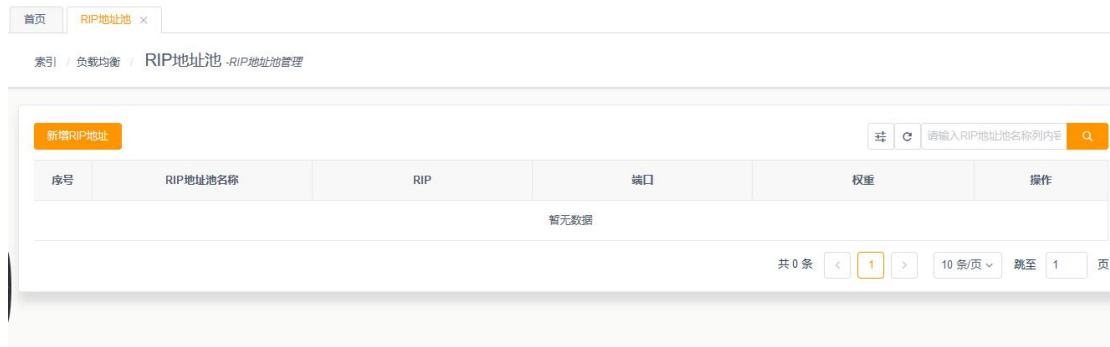 首页 RIP地址池 ×
索引 / 负载均衡 / RIP地址池 -RIP地址池管理
新增RIP地址 请输入RIP地址池名称列内容
序号 RIP地址池名称 RIP 端口 权重 操作
暂无数据
共 0 条 < 1 > 10 条/页 跳至 1 页